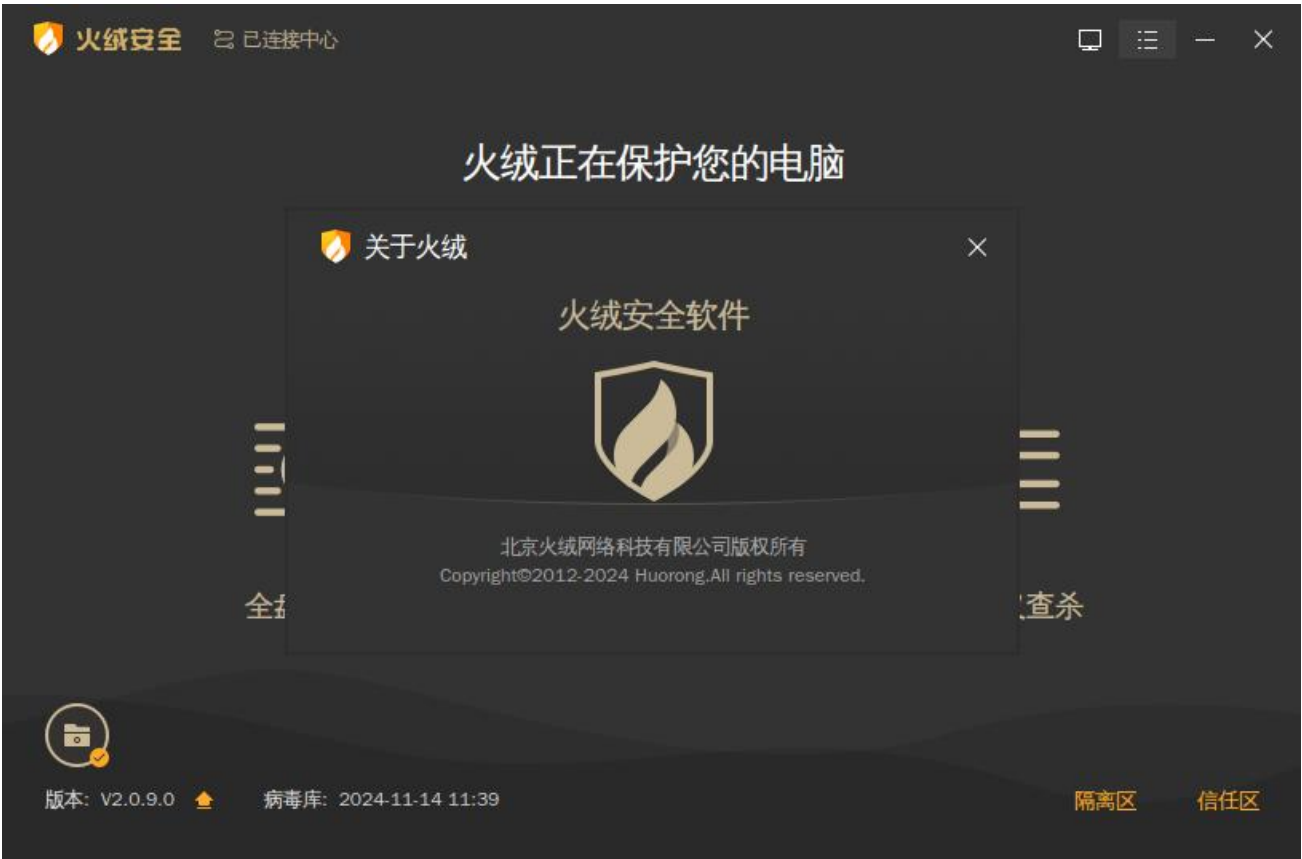 火绒安全 已连接中心
火绒正在保护您的电脑
关于火绒
火绒安全软件
北京火绒网络科技有限公司版权所有
Copyright©2012-2024 Huorong.All rights reserved.
全 查杀
版本: V2.0.9.0 病毒库: 2024-11-14 11:39 隔离区 信任区